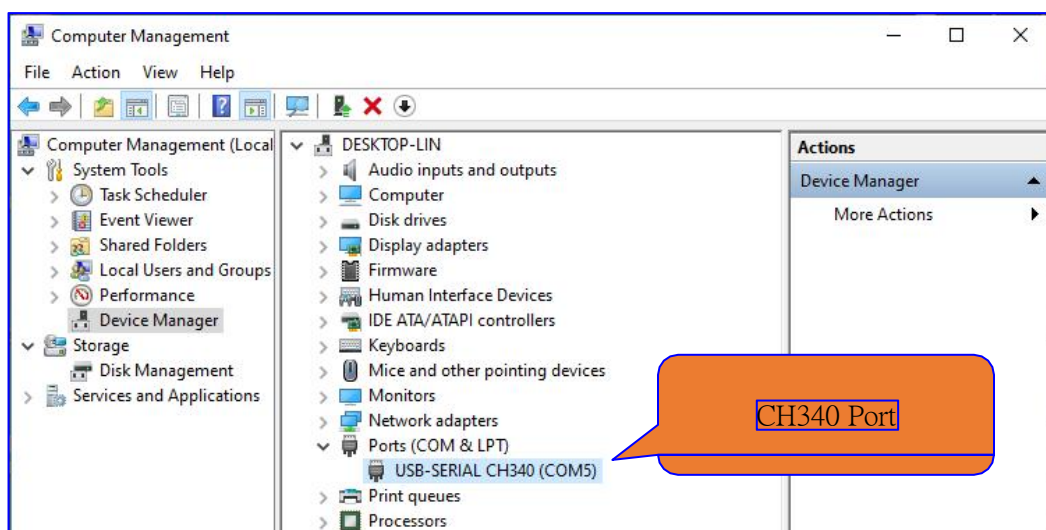 Computer Management
File Action View Help
Computer Management (Local
System Tools
Task Scheduler
Event Viewer
Shared Folders
Local Users and Groups
Performance
Device Manager
Storage
Disk Management
Services and Applications
DESKTOP-LIN
Audio inputs and outputs
Computer
Disk drives
Display adapters
Firmware
Human Interface Devices
IDE ATA/ATAPI controllers
Keyboards
Mice and other pointing devices
Monitors
Network adapters
Ports (COM & LPT)
USB-SERIAL CH340 (COM5)
Print queues
Processors
CH340 Port
Actions
Device Manager
More Actions